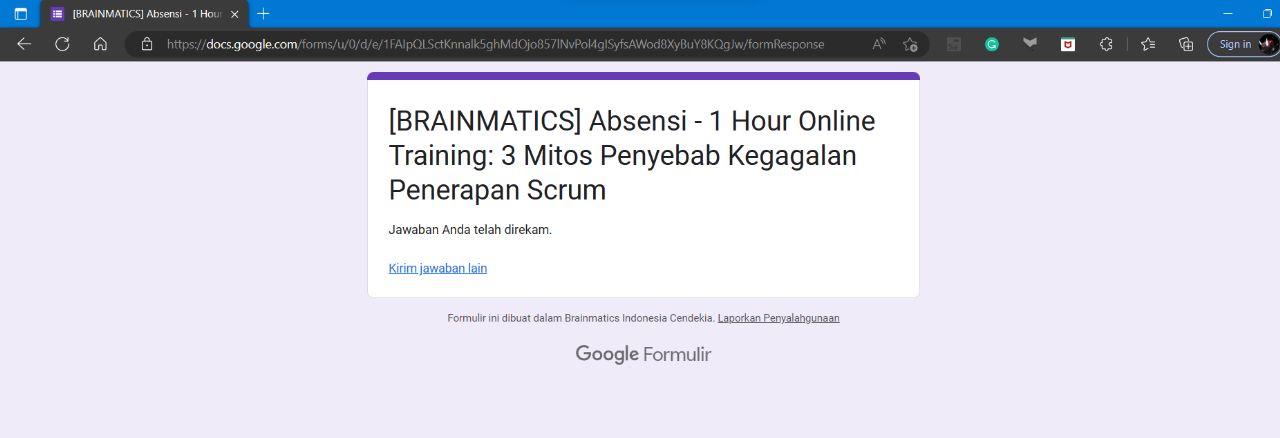 [BRAINMATICS] Absensi - 1 Hour
https://docs.google.com/forms/u/0/d/e/1FAIpQLSctKnnalk5ghMdOjo857lNvPol4glSyfsAWod8XyBuY8KQgJw/formResponse
Sign in
[BRAINMATICS] Absensi - 1 Hour Online
Training: 3 Mitos Penyebab Kegagalan
Penerapan Scrum
Jawaban Anda telah direkam.
Kirim jawaban lain
Formulir ini dibuat dalam Brainmatics Indonesia Cendekia. Laporkan Penyalahgunaan
Google Formulir